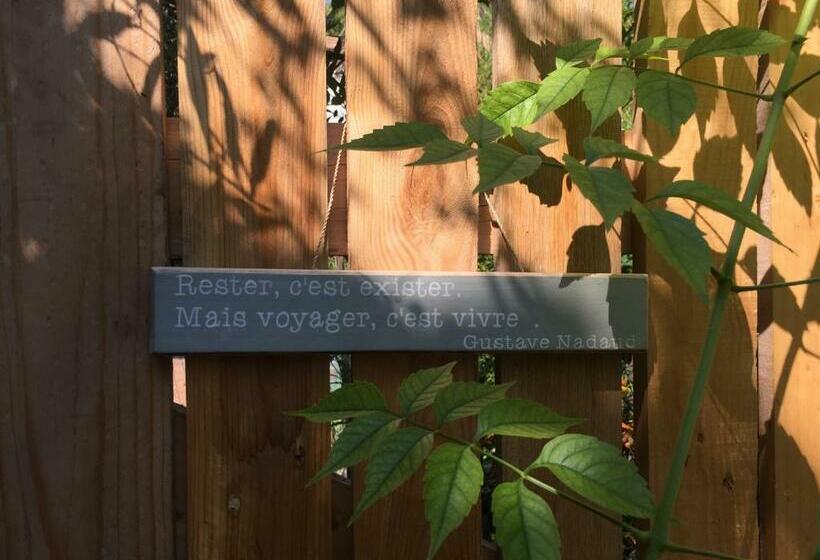 Rester, c'est exister.
Mais voyager, c'est vivre .
Gustave Nadaud